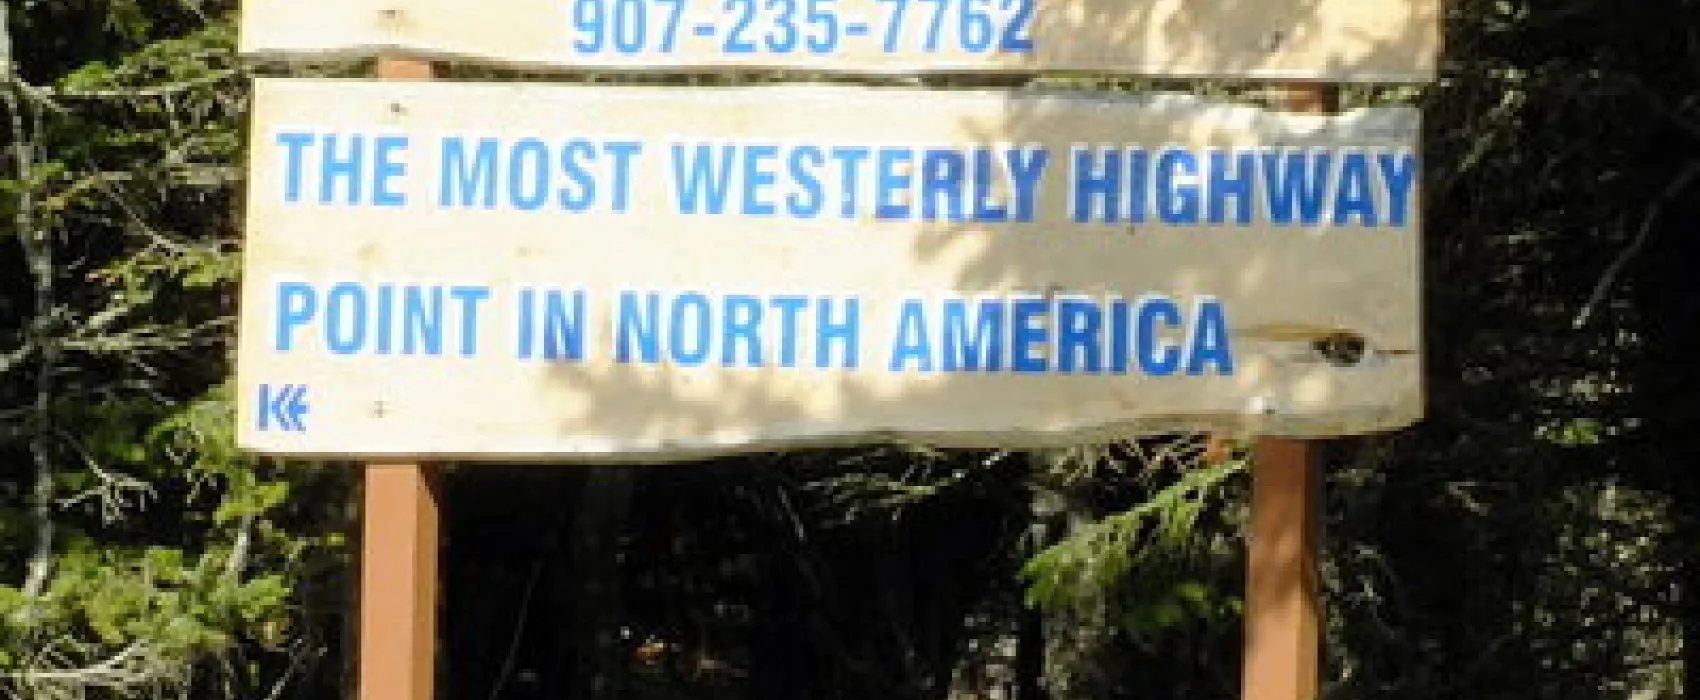 907-235-7762
THE MOST WESTERLY HIGHWAY
POINT IN NORTH AMERICA